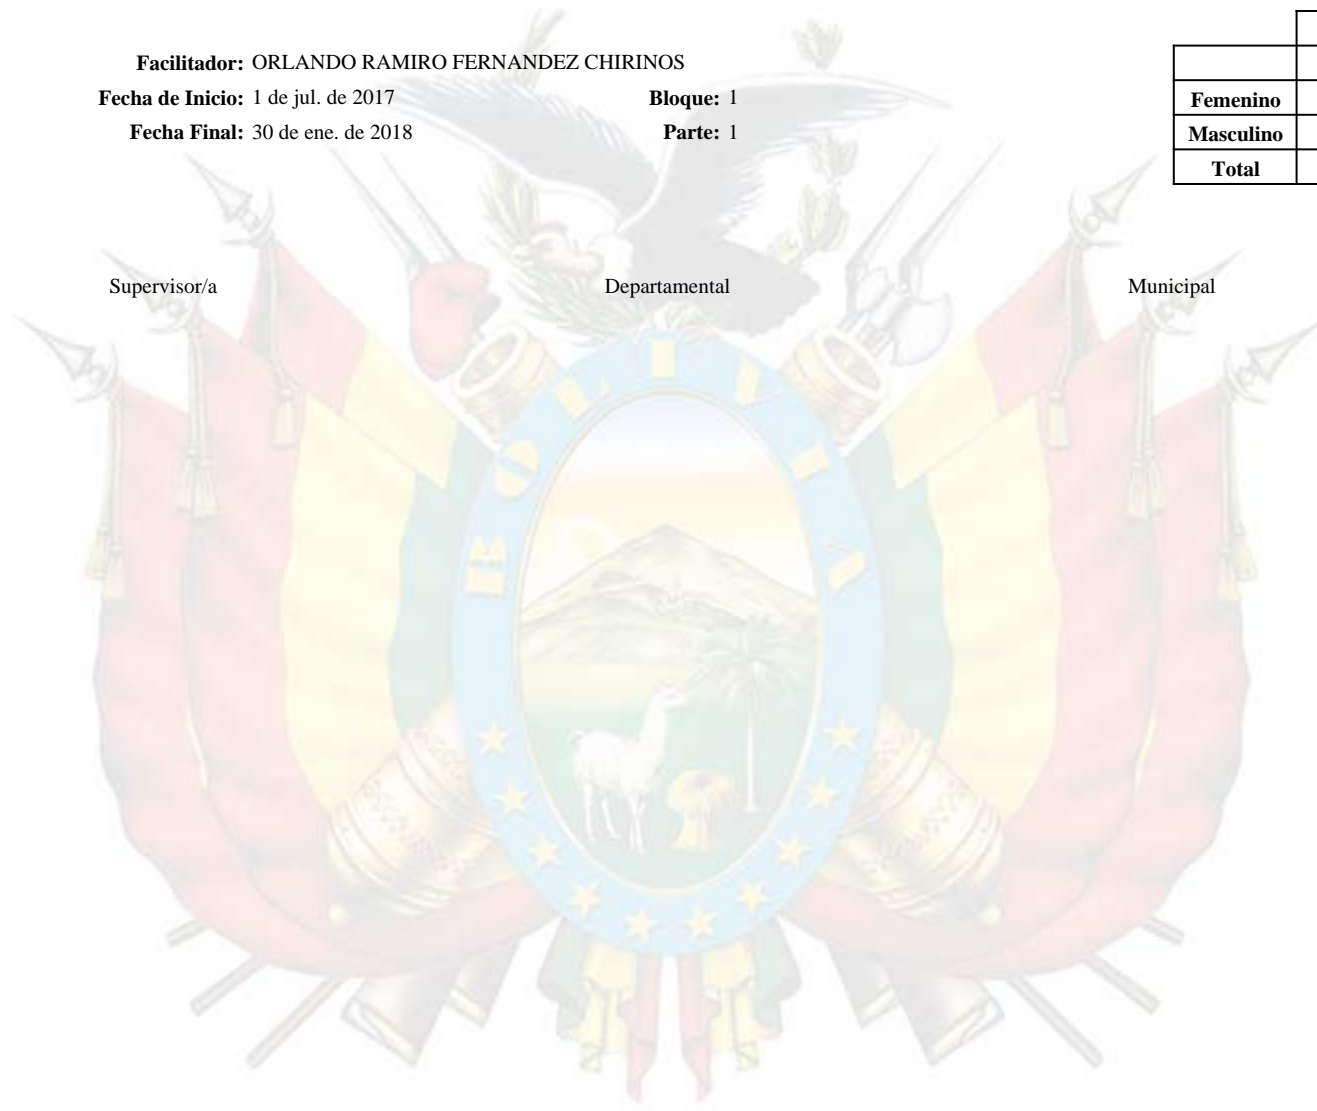 Facilitador: ORLANDO RAMIRO FERNANDEZ CHIRINOS
Fecha de Inicio: 1 de jul. de 2017 Bloque: 1
Fecha Final: 30 de ene. de 2018 Parte: 1
Femenino
Masculino
Total
Supervisor/a Departamental Municipal
BOLIVIA